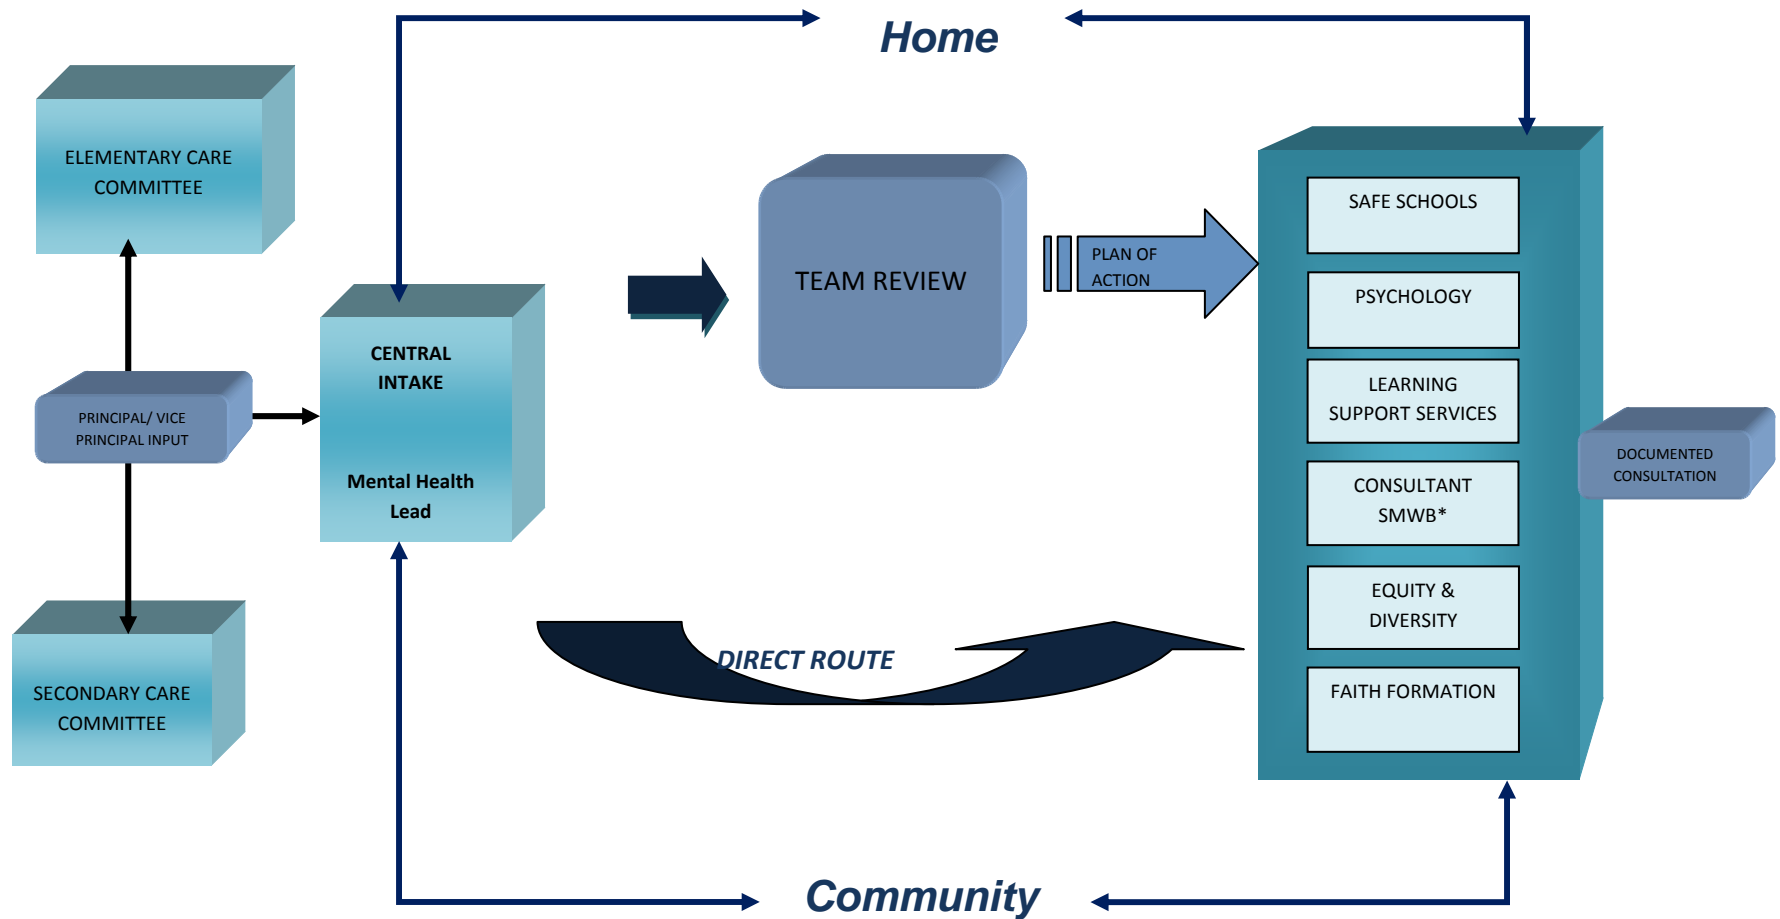 Home
ELEMENTARY CARE
COMMITTEE
PRINCIPAL/ VICE
PRINCIPAL INPUT
SECONDARY CARE
COMMITTEE
CENTRAL
INTAKE
Mental Health
Lead
TEAM REVIEW
PLAN OF
ACTION
DIRECT ROUTE
SAFE SCHOOLS
PSYCHOLOGY
LEARNING
SUPPORT SERVICES
CONSULTANT
SMWB*
EQUITY &
DIVERSITY
FAITH FORMATION
DOCUMENTED
CONSULTATION
Community